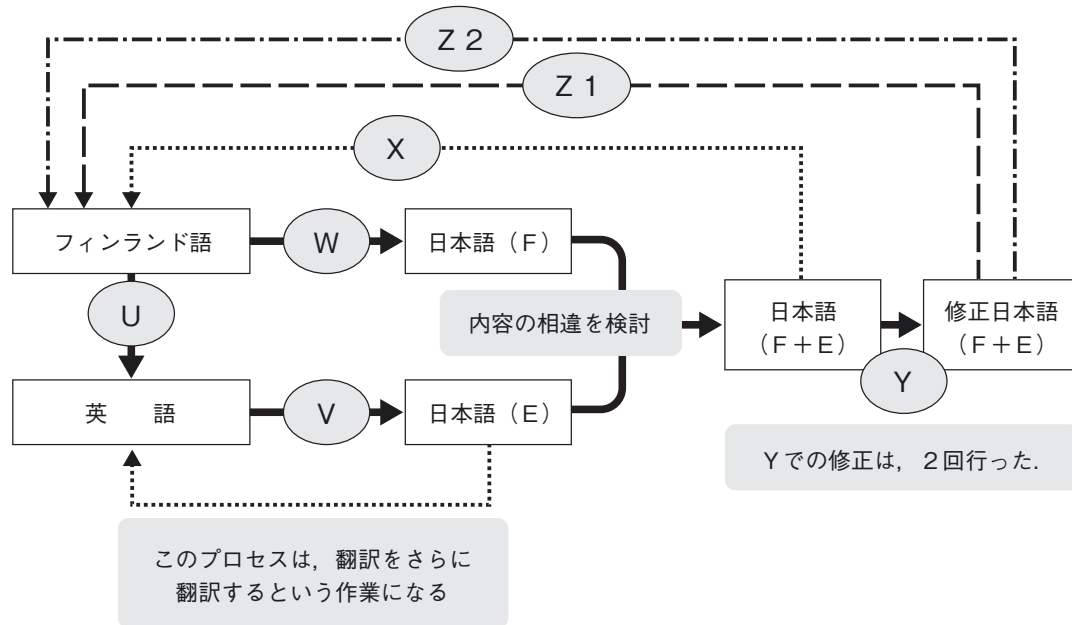 Z 2
Z 1
X
フィンランド語
W
日本語（F）
U
内容の相違を検討
日本語
（F＋E）
修正日本語
（F＋E）
Y
英　　語
V
日本語（E）
Yでの修正は，2回行った．
このプロセスは，翻訳をさらに
翻訳するという作業になる